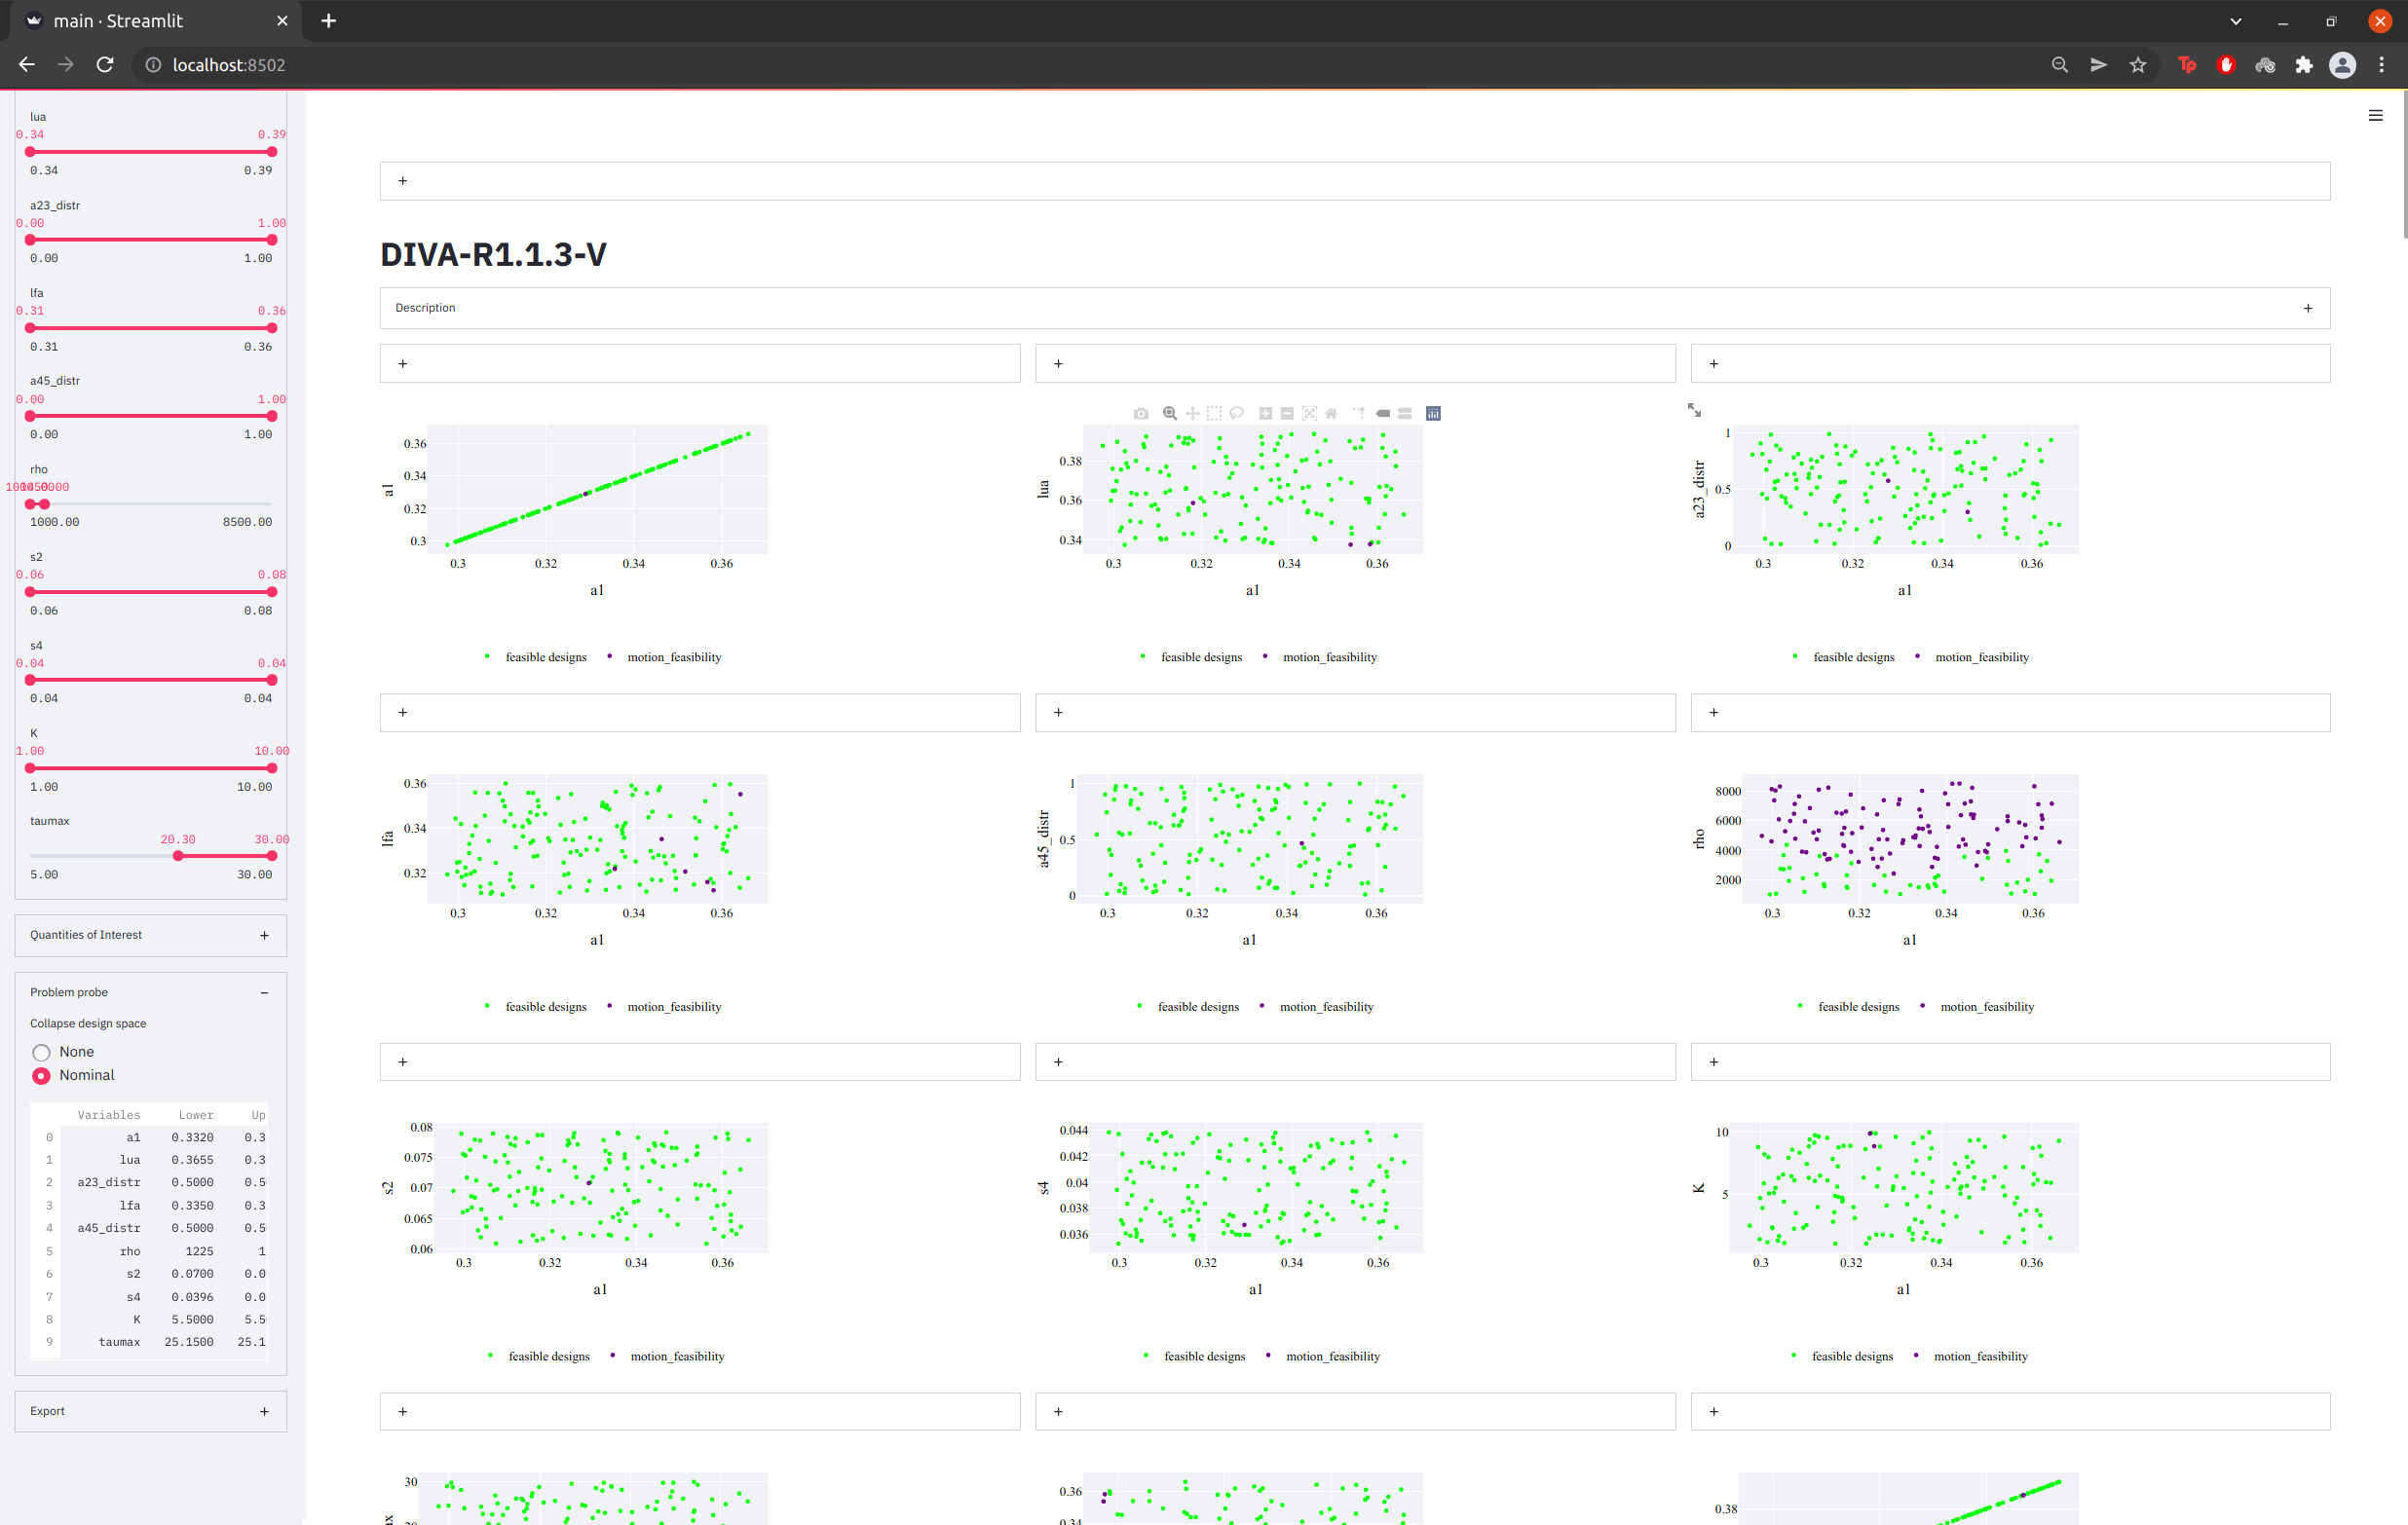 main · Streamlit
localhost:8502
lua
0.34 0.39
0.34 0.39
a23_distr
0.00 1.00
0.00 1.00
lfa
0.31 0.36
0.31 0.36
a45_distr
0.00 1.00
0.00 1.00
rho
1000.00 8500.00
s2
0.06 0.08
0.06 0.08
s4
0.04 0.04
0.04 0.04
K
1.00 10.00
1.00 10.00
taumax
20.30 30.00
5.00 30.00
Quantities of Interest +
Problem probe −
Collapse design space
None
Nominal
Variables Lower Up
0 a1 0.3320 0.3
1 lua 0.3655 0.3
2 a23_distr 0.5000 0.5
3 lfa 0.3350 0.3
4 a45_distr 0.5000 0.5
5 rho 1225 1
6 s2 0.0700 0.0
7 s4 0.0396 0.0
8 K 5.5000 5.5
9 taumax 25.1500 25.1
Export +
+
DIVA-R1.1.3-V
Description +
+ + +
a1
0.36
0.34
0.32
0.3
0.3 0.32 0.34 0.36
a1
feasible designs motion_feasibility
lua
0.38
0.36
0.34
0.3 0.32 0.34 0.36
a1
feasible designs motion_feasibility
a23_distr
1
0.5
0
0.3 0.32 0.34 0.36
a1
feasible designs motion_feasibility
+ + +
lfa
0.36
0.34
0.32
0.3 0.32 0.34 0.36
a1
feasible designs motion_feasibility
a45_distr
1
0.5
0
0.3 0.32 0.34 0.36
a1
feasible designs motion_feasibility
rho
8000
6000
4000
2000
0.3 0.32 0.34 0.36
a1
feasible designs motion_feasibility
+ + +
s2
0.08
0.075
0.07
0.065
0.06
0.3 0.32 0.34 0.36
a1
feasible designs motion_feasibility
s4
0.044
0.042
0.04
0.038
0.036
0.3 0.32 0.34 0.36
a1
feasible designs motion_feasibility
K
10
5
0.3 0.32 0.34 0.36
a1
feasible designs motion_feasibility
+ + +
30
0.36
0.34
0.38